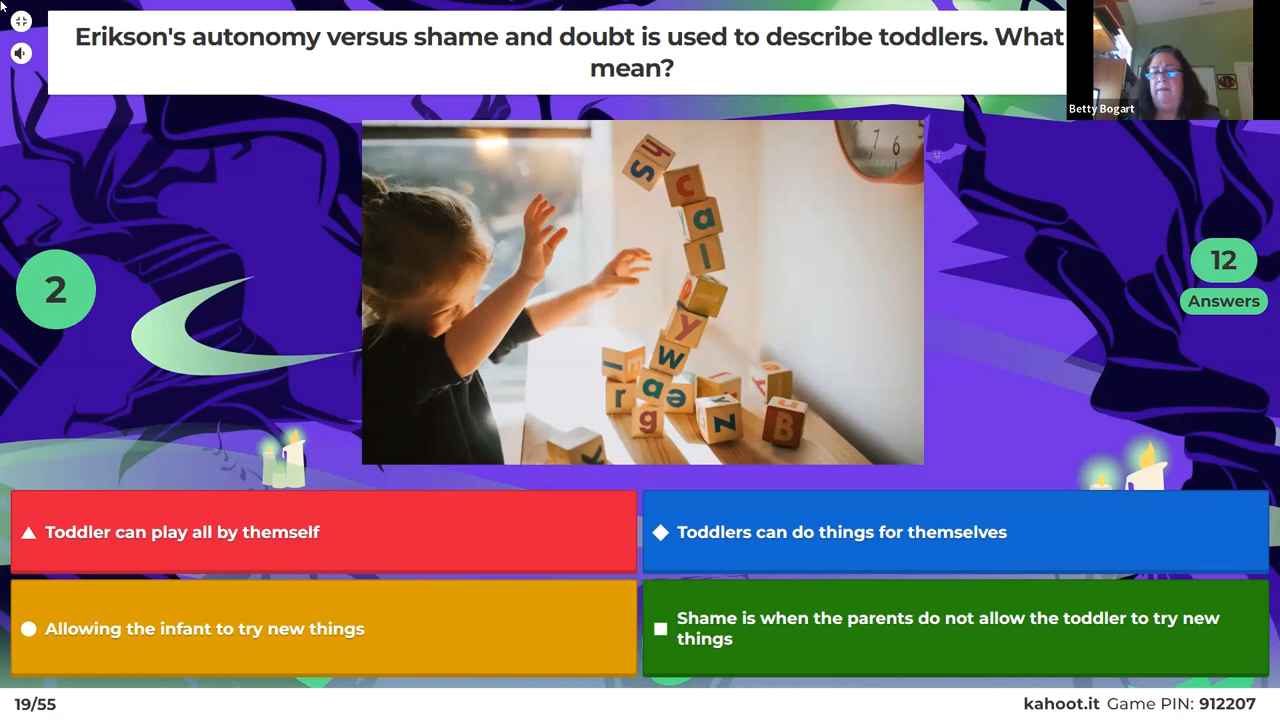 Erikson's autonomy versus shame and doubt is used to describe toddlers. What
mean?
Betty Bogart
7 6 5
s h
c
a
l
y
w
r a e
g
z
B
2
12
Answers
Toddler can play all by themself
Toddlers can do things for themselves
Allowing the infant to try new things
Shame is when the parents do not allow the toddler to try new
things
19/55
kahoot.it Game PIN: 912207